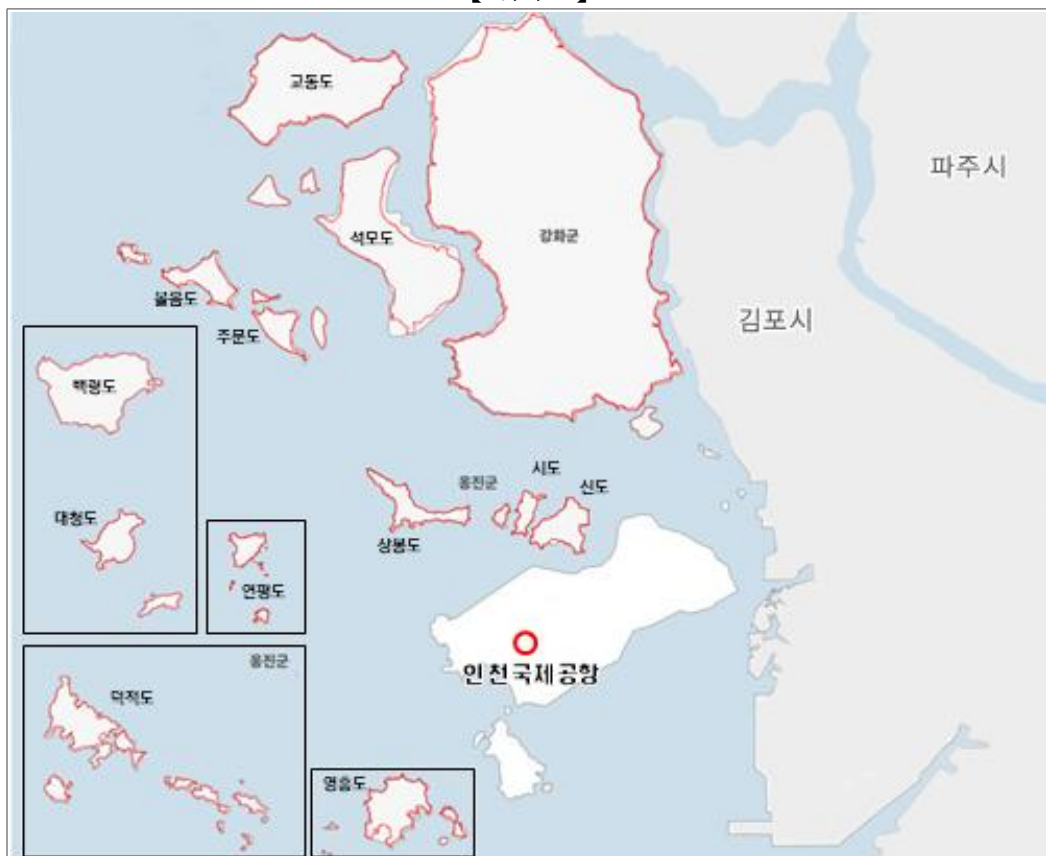 교동도
파주시
강화군
석모도
볼음도
김포시
주문도
백령도
시도
옹진군
신도
대청도
상봉도
연평도
인천국제공항
옹진군
덕적도
영흥도